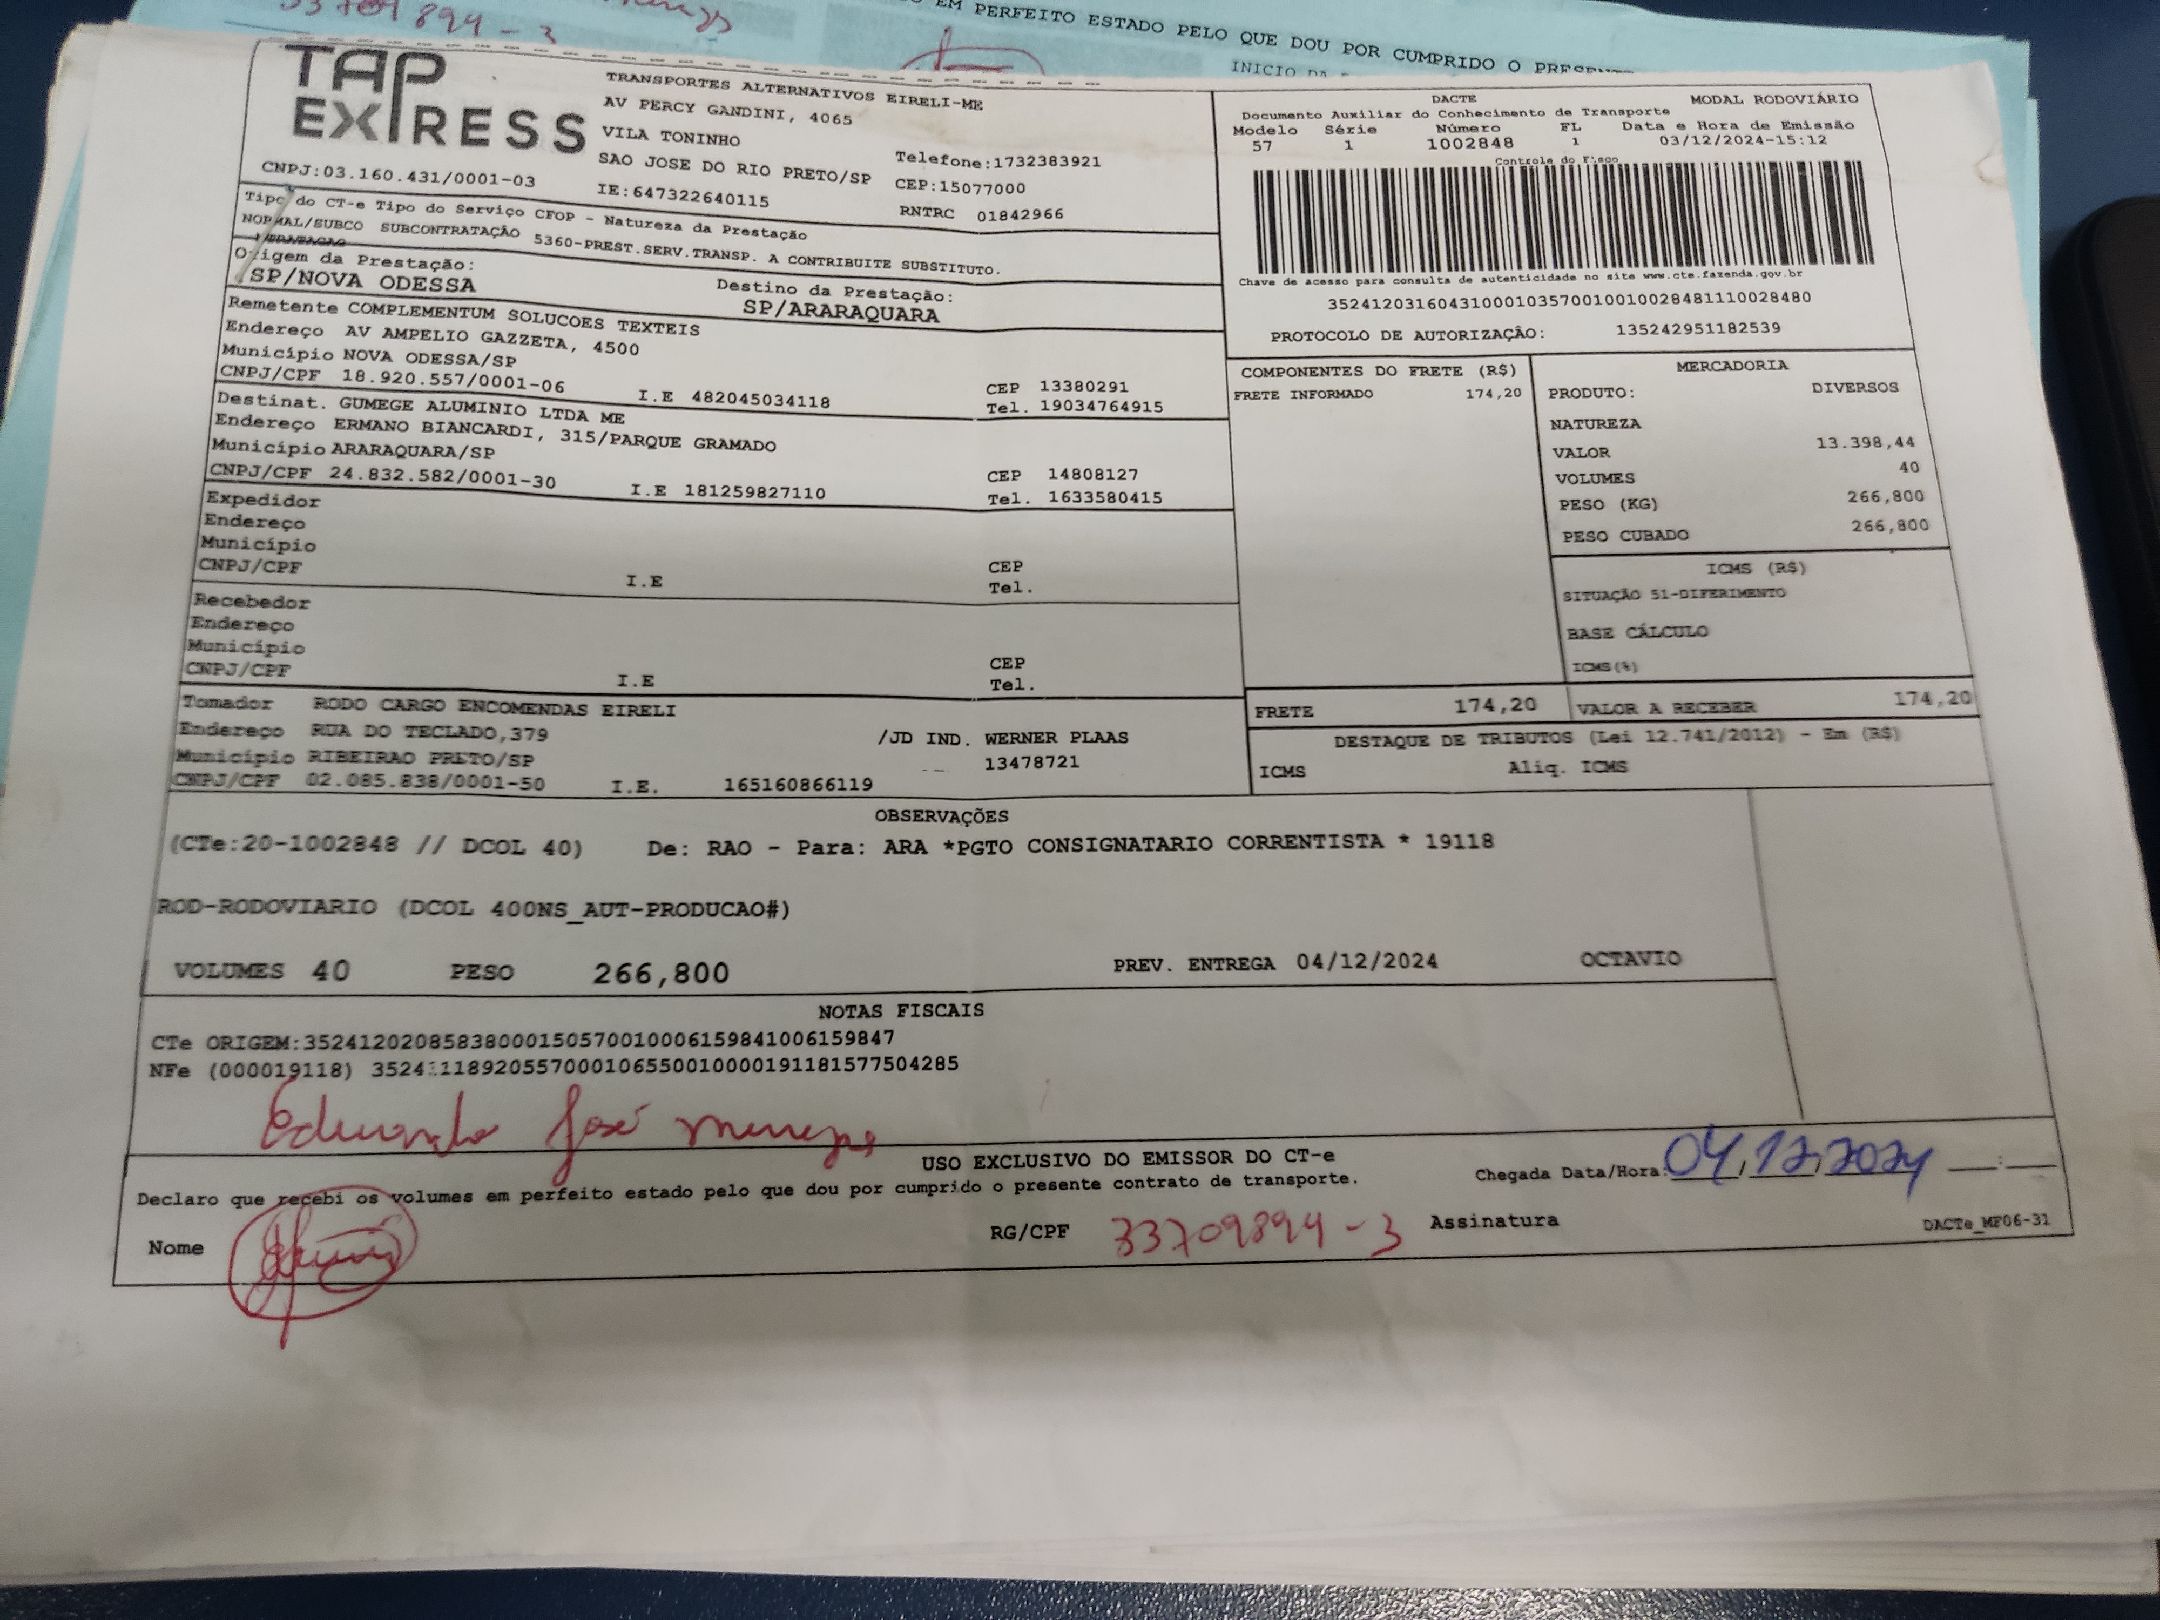 33709894-3
EM PERFEITO ESTADO PELO QUE DOU POR CUMPRIDO O PRESENTE
INICIO DA
TAP EXPRESS
TRANSPORTES ALTERNATIVOS EIRELI-ME
AV PERCY GANDINI, 4065
VILA TONINHO
SAO JOSE DO RIO PRETO/SP
Telefone:1732383921
CEP:15077000
CNPJ:03.160.431/0001-03
IE:647322640115
RNTRC 01842966
DACTE MODAL RODOVIÁRIO
Documento Auxiliar do Conhecimento de Transporte
Modelo Série Número FL Data e Hora de Emissão
57 1 1002848 1 03/12/2024-15:12
Controle do Fisco
Chave de acesso para consulta de autenticidade no site www.cte.fazenda.gov.br
35241203160431000103570010010028481110028480
PROTOCOLO DE AUTORIZAÇÃO: 135242951182539
Tipo do CT-e Tipo do Serviço CFOP - Natureza da Prestação
NORMAL/SUBCO SUBCONTRATAÇÃO 5360-PREST.SERV.TRANSP. A CONTRIBUITE SUBSTITUTO.
Origem da Prestação: Destino da Prestação:
SP/NOVA ODESSA SP/ARARAQUARA
Remetente COMPLEMENTUM SOLUCOES TEXTEIS
Endereço AV AMPELIO GAZZETA, 4500
Município NOVA ODESSA/SP CEP 13380291
CNPJ/CPF 18.920.557/0001-06 I.E 482045034118 Tel. 19034764915
Destinat. GUMEGE ALUMINIO LTDA ME
Endereço ERMANO BIANCARDI, 315/PARQUE GRAMADO
Município ARARAQUARA/SP CEP 14808127
CNPJ/CPF 24.832.582/0001-30 I.E 181259827110 Tel. 1633580415
Expedidor
Endereço
Município CEP
CNPJ/CPF I.E Tel.
Recebedor
Endereço
Município CEP
CNPJ/CPF I.E Tel.
Tomador RODO CARGO ENCOMENDAS EIRELI
Endereço RUA DO TECLADO,379 /JD IND. WERNER PLAAS
Município RIBEIRAO PRETO/SP 13478721
CNPJ/CPF 02.085.838/0001-50 I.E. 165160866119
COMPONENTES DO FRETE (R$)
FRETE INFORMADO 174,20
MERCADORIA
PRODUTO: DIVERSOS
NATUREZA
VALOR 13.398,44
VOLUMES 40
PESO (KG) 266,800
PESO CUBADO 266,800
ICMS (R$)
SITUAÇÃO 51-DIFERIMENTO
BASE CÁLCULO
ICMS(%)
FRETE 174,20 VALOR A RECEBER 174,20
DESTAQUE DE TRIBUTOS (Lei 12.741/2012) - Em (R$)
ICMS Aliq. ICMS
OBSERVAÇÕES
(CTe:20-1002848 // DCOL 40) De: RAO - Para: ARA *PGTO CONSIGNATARIO CORRENTISTA * 19118
ROD-RODOVIARIO (DCOL 400NS_AUT-PRODUCAO#)
VOLUMES 40 PESO 266,800 PREV. ENTREGA 04/12/2024 OCTAVIO
NOTAS FISCAIS
CTe ORIGEM:35241202085838000150570010006159841006159847
NFe (000019118) 35241118920557000106550010000191181577504285
Eduardo José Menezes
USO EXCLUSIVO DO EMISSOR DO CT-e
Declaro que recebi os volumes em perfeito estado pelo que dou por cumprido o presente contrato de transporte.
Chegada Data/Hora: 04/12/2024
Nome RG/CPF 33709894-3 Assinatura
DACTe_MF06-31